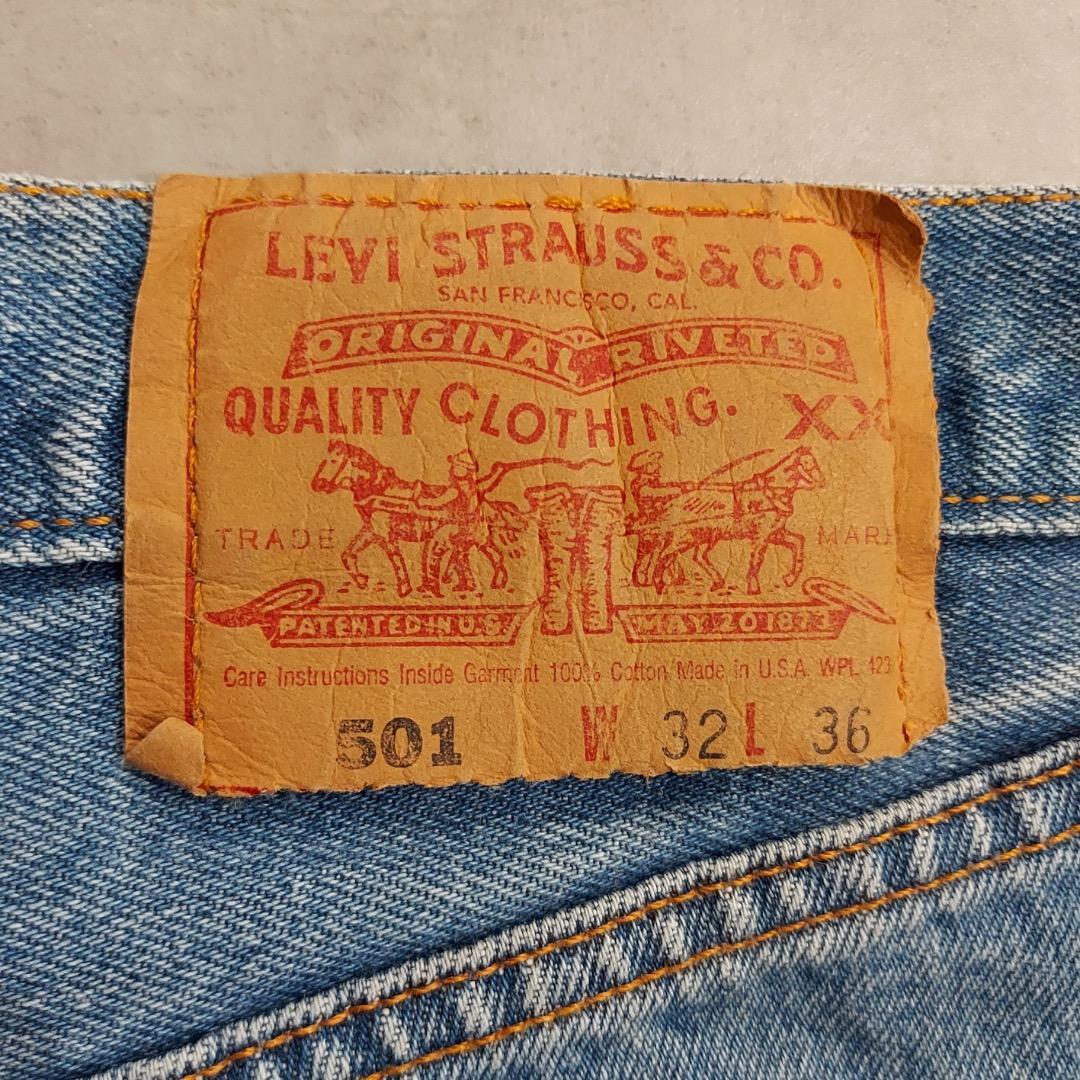 LEVI STRAUSS & CO.
SAN FRANCISCO, CAL.
ORIGINAL RIVETED
QUALITY CLOTHING. XX
TRADE MARK
PATENTED IN U.S. MAY 20 1873
Care Instructions Inside Garment 100% Cotton Made in U.S.A. WPL 423
501 W 32 L 36